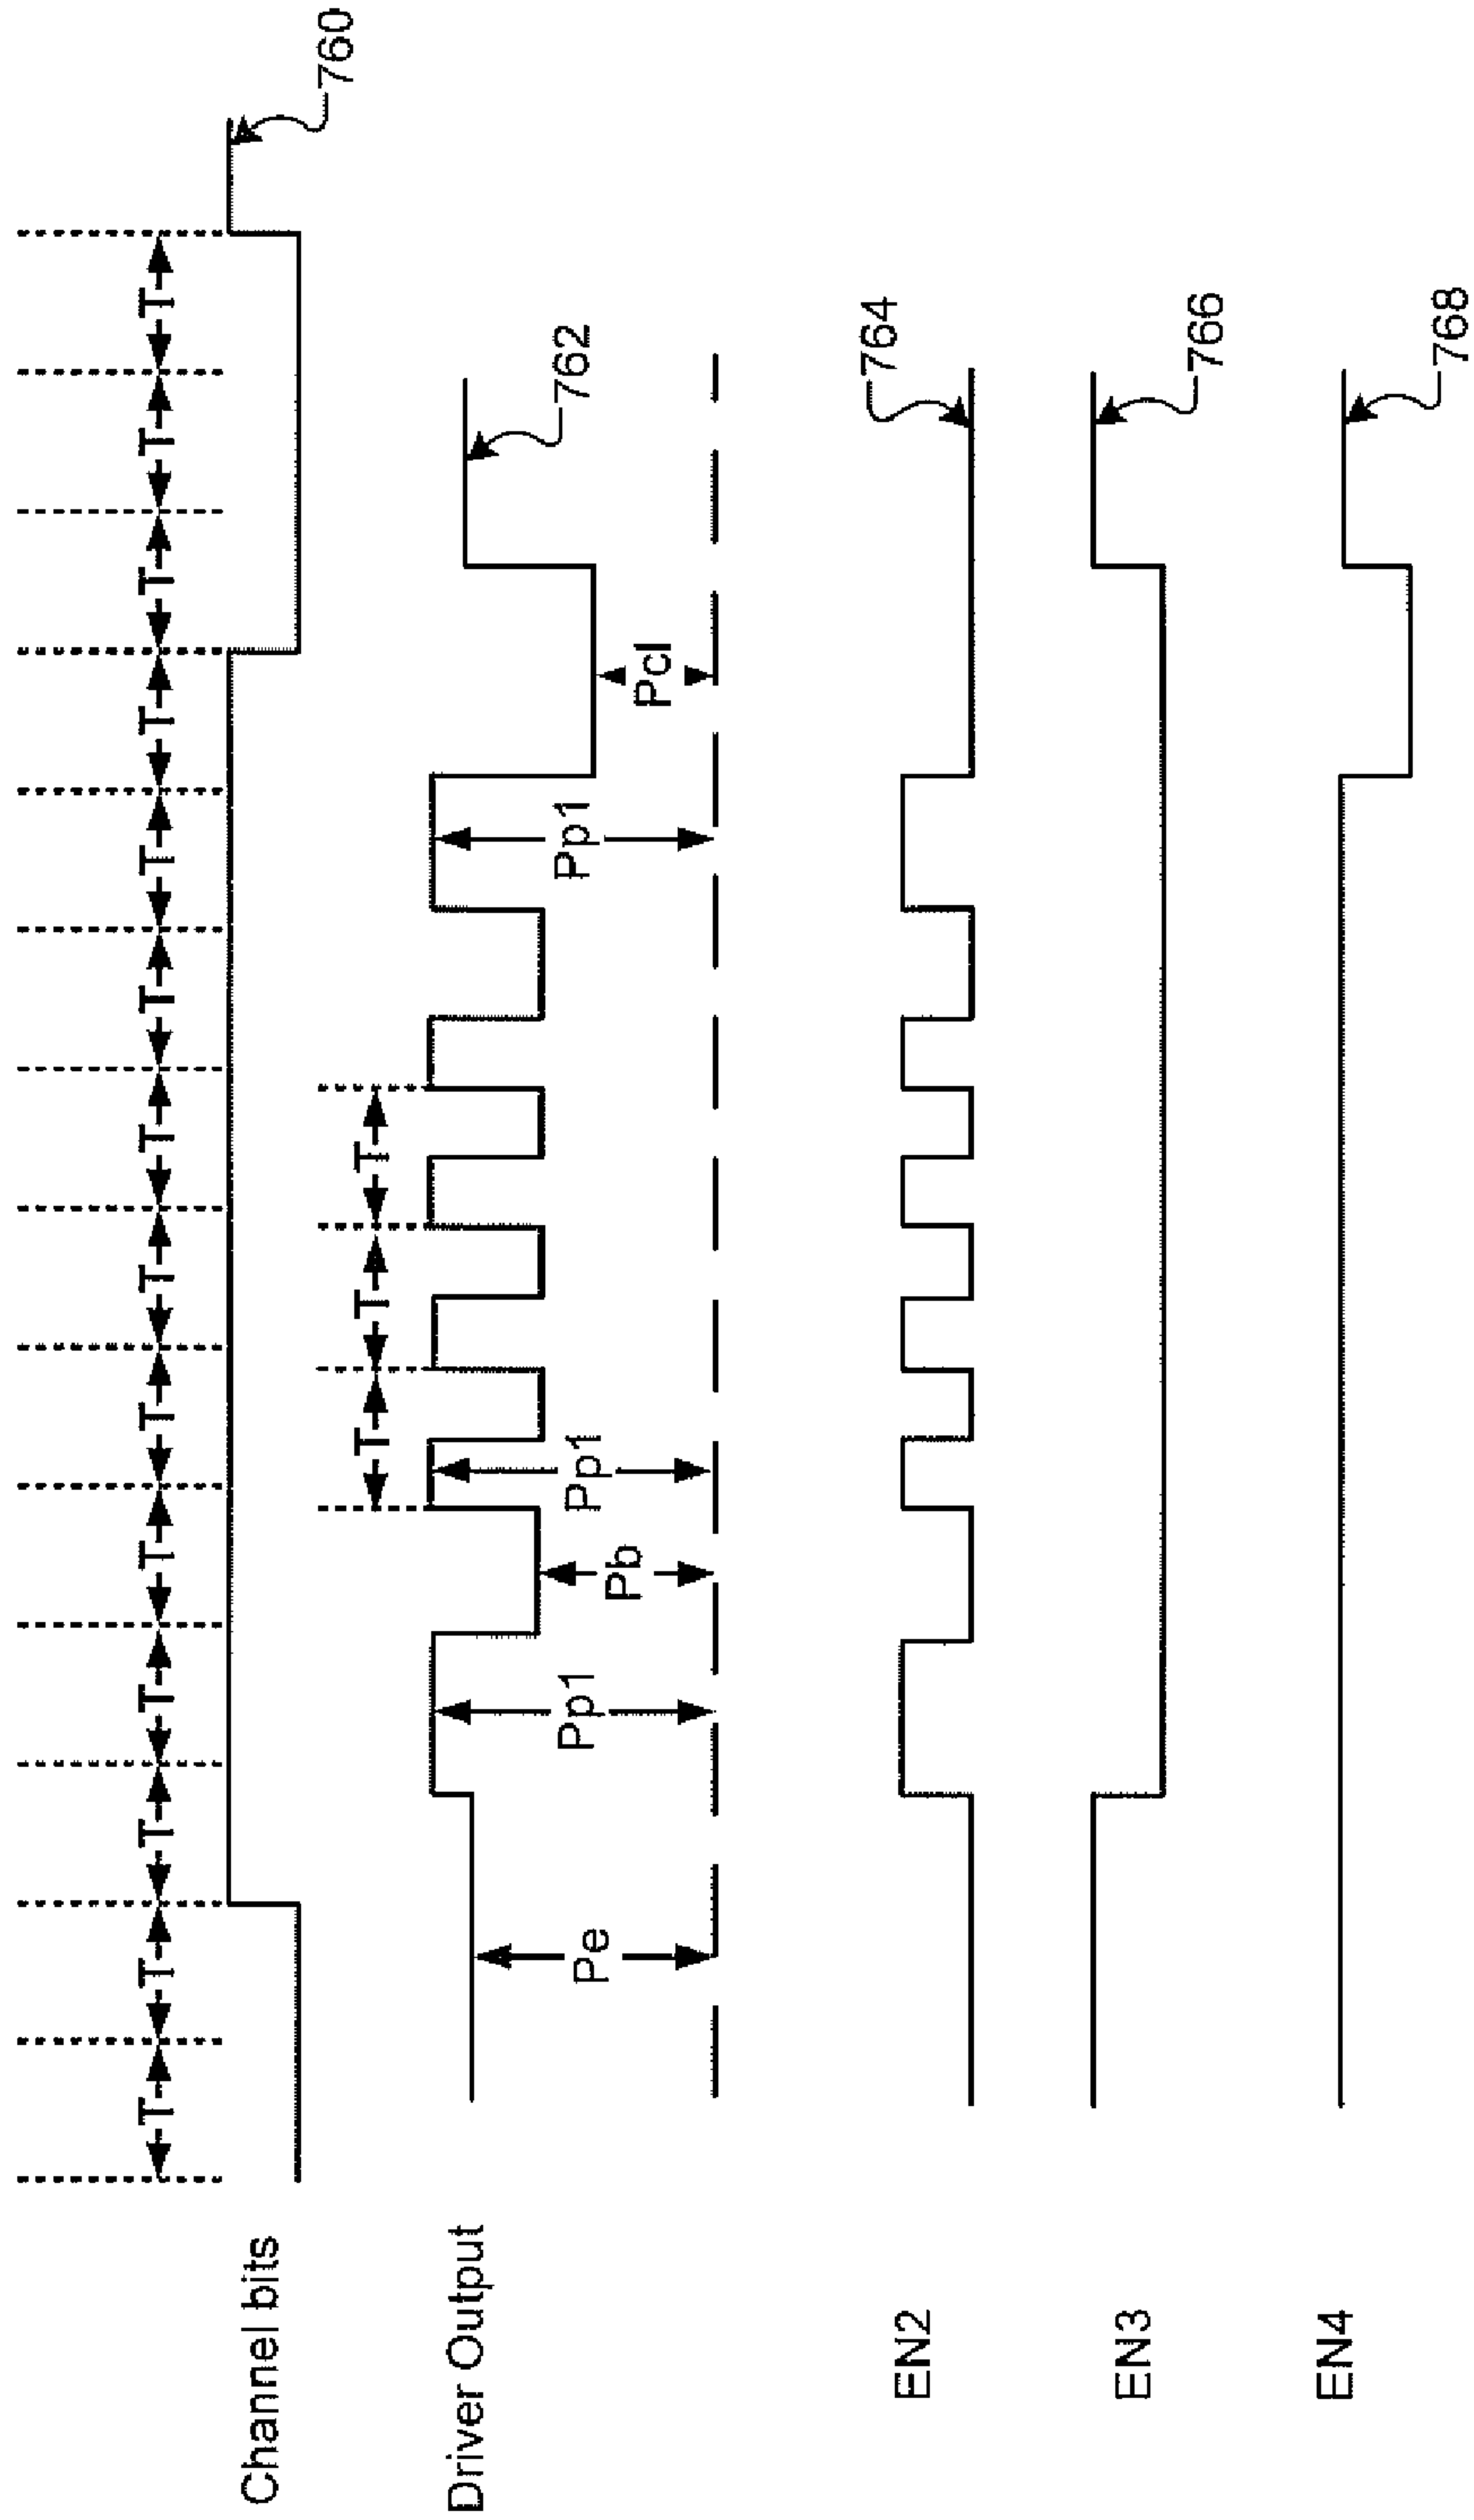 T T T T T T T T T T T T T T
Channel bits
760
T T T
Driver Output
Pe
Pp1
Pb
Pp1
Pp1
Pcl
762
EN2
764
EN3
766
EN4
768